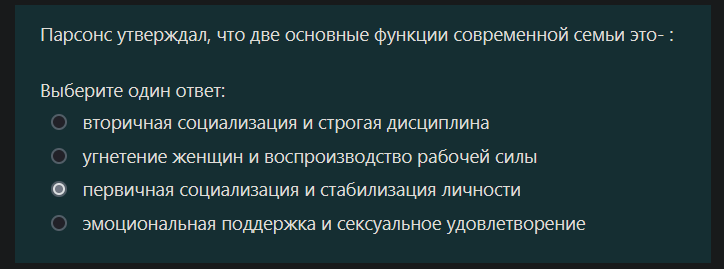 Парсонс утверждал, что две основные функции современной семьи это- :
Выберите один ответ:
вторичная социализация и строгая дисциплина
угнетение женщин и воспроизводство рабочей силы
первичная социализация и стабилизация личности
эмоциональная поддержка и сексуальное удовлетворение